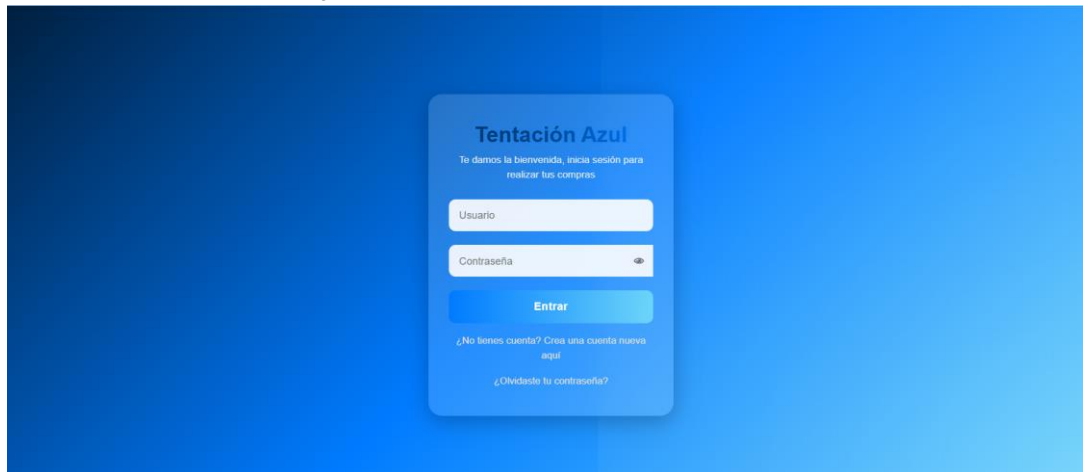 Tentación Azul
Te damos la bienvenida, inicia sesión para
realizar tus compras
Usuario
Contraseña
Entrar
¿No tienes cuenta? Crea una cuenta nueva
aquí
¿Olvidaste tu contraseña?